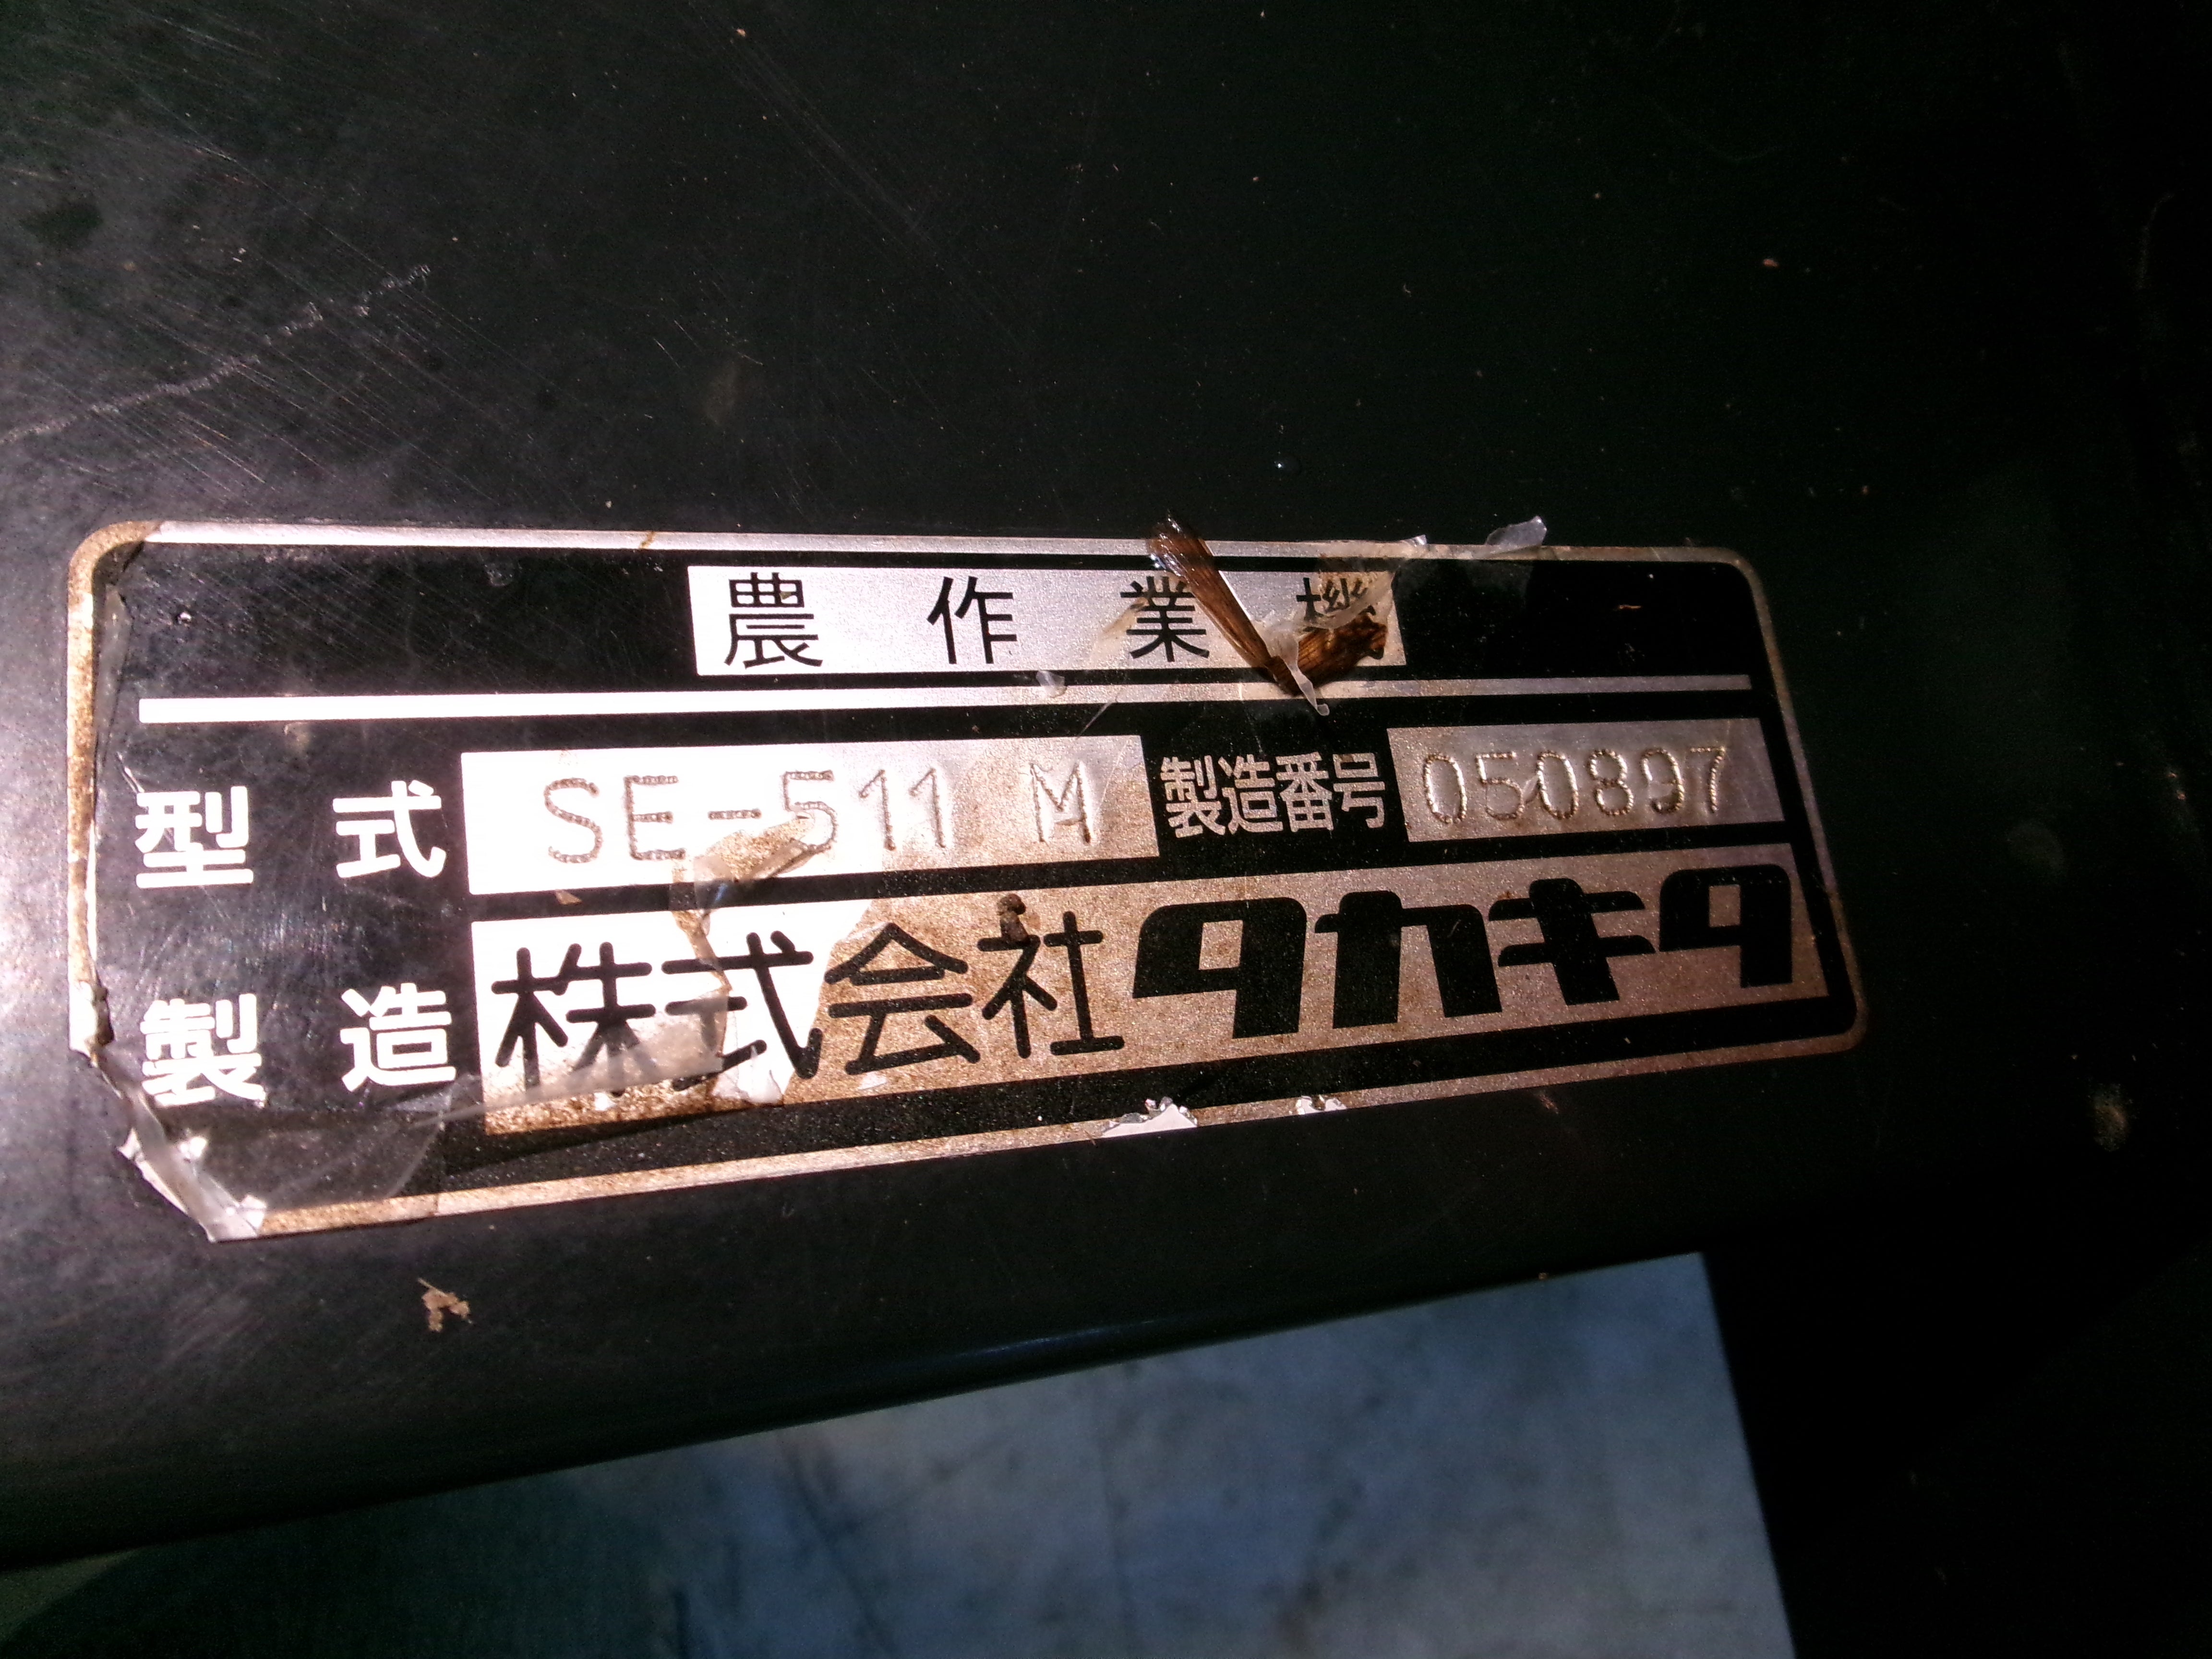 農作業機
型式 SE-511 M 製造番号 050897
製造 株式会社タカキタ